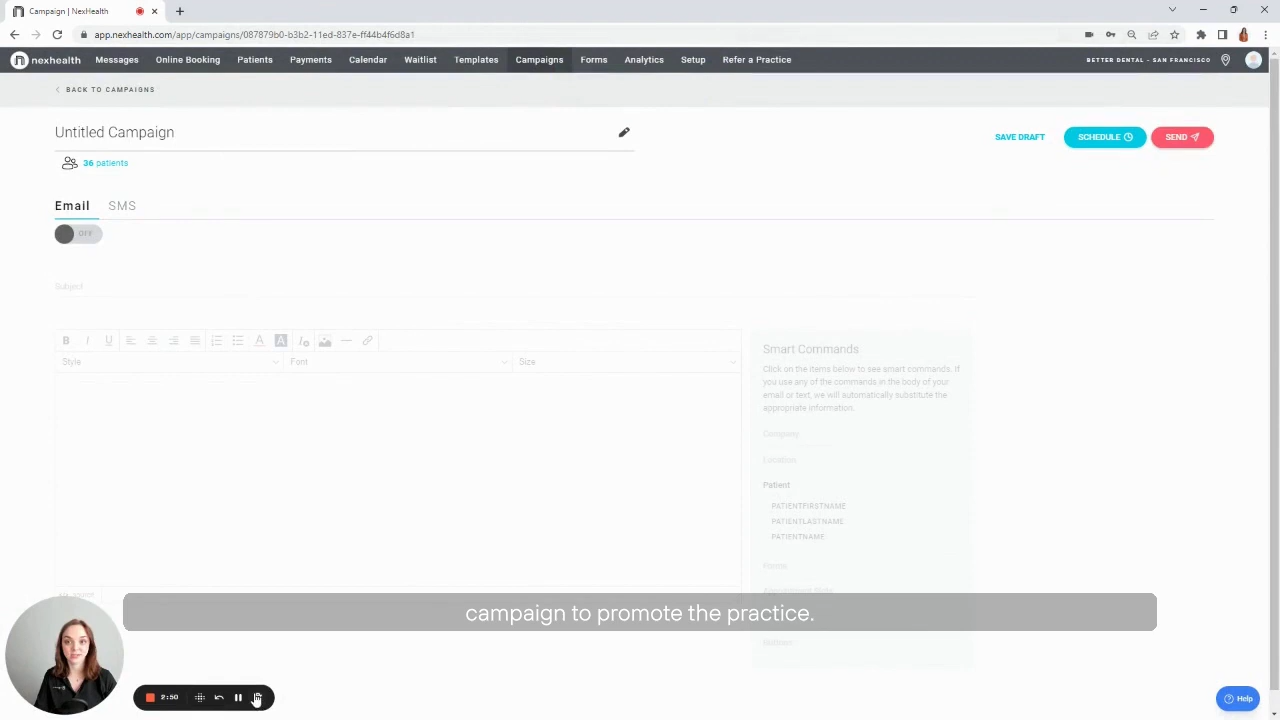 Campaign | NexHealth
app.nexhealth.com/app/campaigns/087879b0-b3b2-11ed-837e-ff44b4f6d8a1
nexhealth Messages Online Booking Patients Payments Calendar Waitlist Templates Campaigns Forms Analytics Setup Refer a Practice BETTER DENTAL - SAN FRANCISCO
BACK TO CAMPAIGNS
Untitled Campaign
SAVE DRAFT SCHEDULE SEND
36 patients
Email SMS
OFF
Subject
B I U
Style Font Size
Smart Commands
Click on the items below to see smart commands. If
you use any of the commands in the body of your
email or text, we will automatically substitute the
appropriate information.
Company
Location
Patient
PATIENTFIRSTNAME
PATIENTLASTNAME
PATIENTNAME
Forms
campaign to promote the practice.
2:50
Help